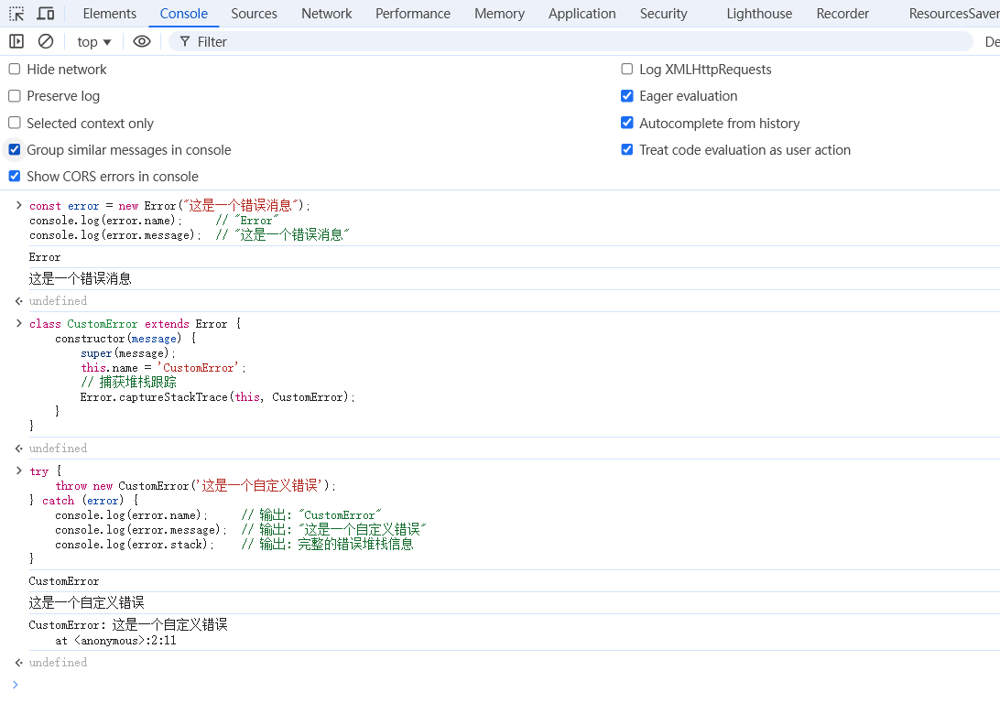 Elements Console Sources Network Performance Memory Application Security Lighthouse Recorder ResourcesSaver
top Filter De
Hide network Log XMLHttpRequests
Preserve log Eager evaluation
Selected context only Autocomplete from history
Group similar messages in console Treat code evaluation as user action
Show CORS errors in console
const error = new Error("这是一个错误消息");
console.log(error.name);     // "Error"
console.log(error.message);  // "这是一个错误消息"
Error
这是一个错误消息
undefined
class CustomError extends Error {
    constructor(message) {
        super(message);
        this.name = 'CustomError';
        // 捕获堆栈跟踪
        Error.captureStackTrace(this, CustomError);
    }
}
undefined
try {
    throw new CustomError('这是一个自定义错误');
} catch (error) {
    console.log(error.name);     // 输出: "CustomError"
    console.log(error.message);  // 输出: "这是一个自定义错误"
    console.log(error.stack);    // 输出: 完整的错误堆栈信息
}
CustomError
这是一个自定义错误
CustomError: 这是一个自定义错误
    at <anonymous>:2:11
undefined